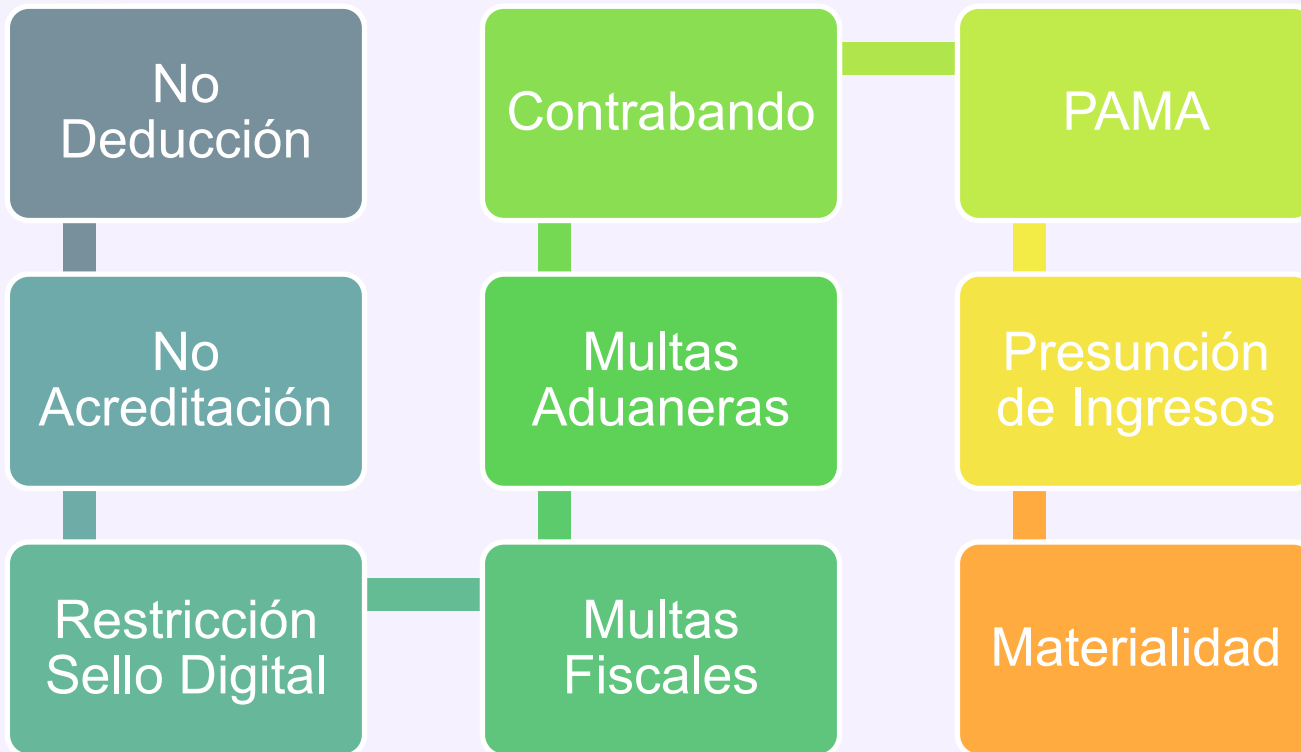 No
Deducción
No
Acreditación
Restricción
Sello Digital
Multas
Fiscales
Multas
Aduaneras
Contrabando
PAMA
Presunción
de Ingresos
Materialidad